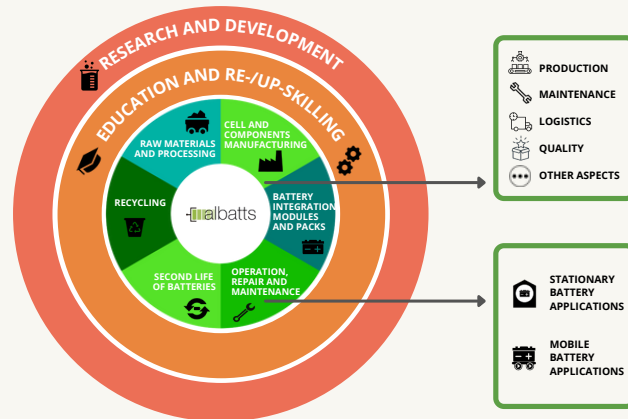 RESEARCH AND DEVELOPMENT
EDUCATION AND RE-/UP-SKILLING
RAW MATERIALS
AND PROCESSING
CELL AND
COMPONENTS
MANUFACTURING
RECYCLING
albatts
BATTERY
INTEGRATION
MODULES
AND PACKS
SECOND LIFE
OF BATTERIES
OPERATION,
REPAIR AND
MAINTENANCE
PRODUCTION
MAINTENANCE
LOGISTICS
QUALITY
OTHER ASPECTS
STATIONARY
BATTERY
APPLICATIONS
MOBILE
BATTERY
APPLICATIONS